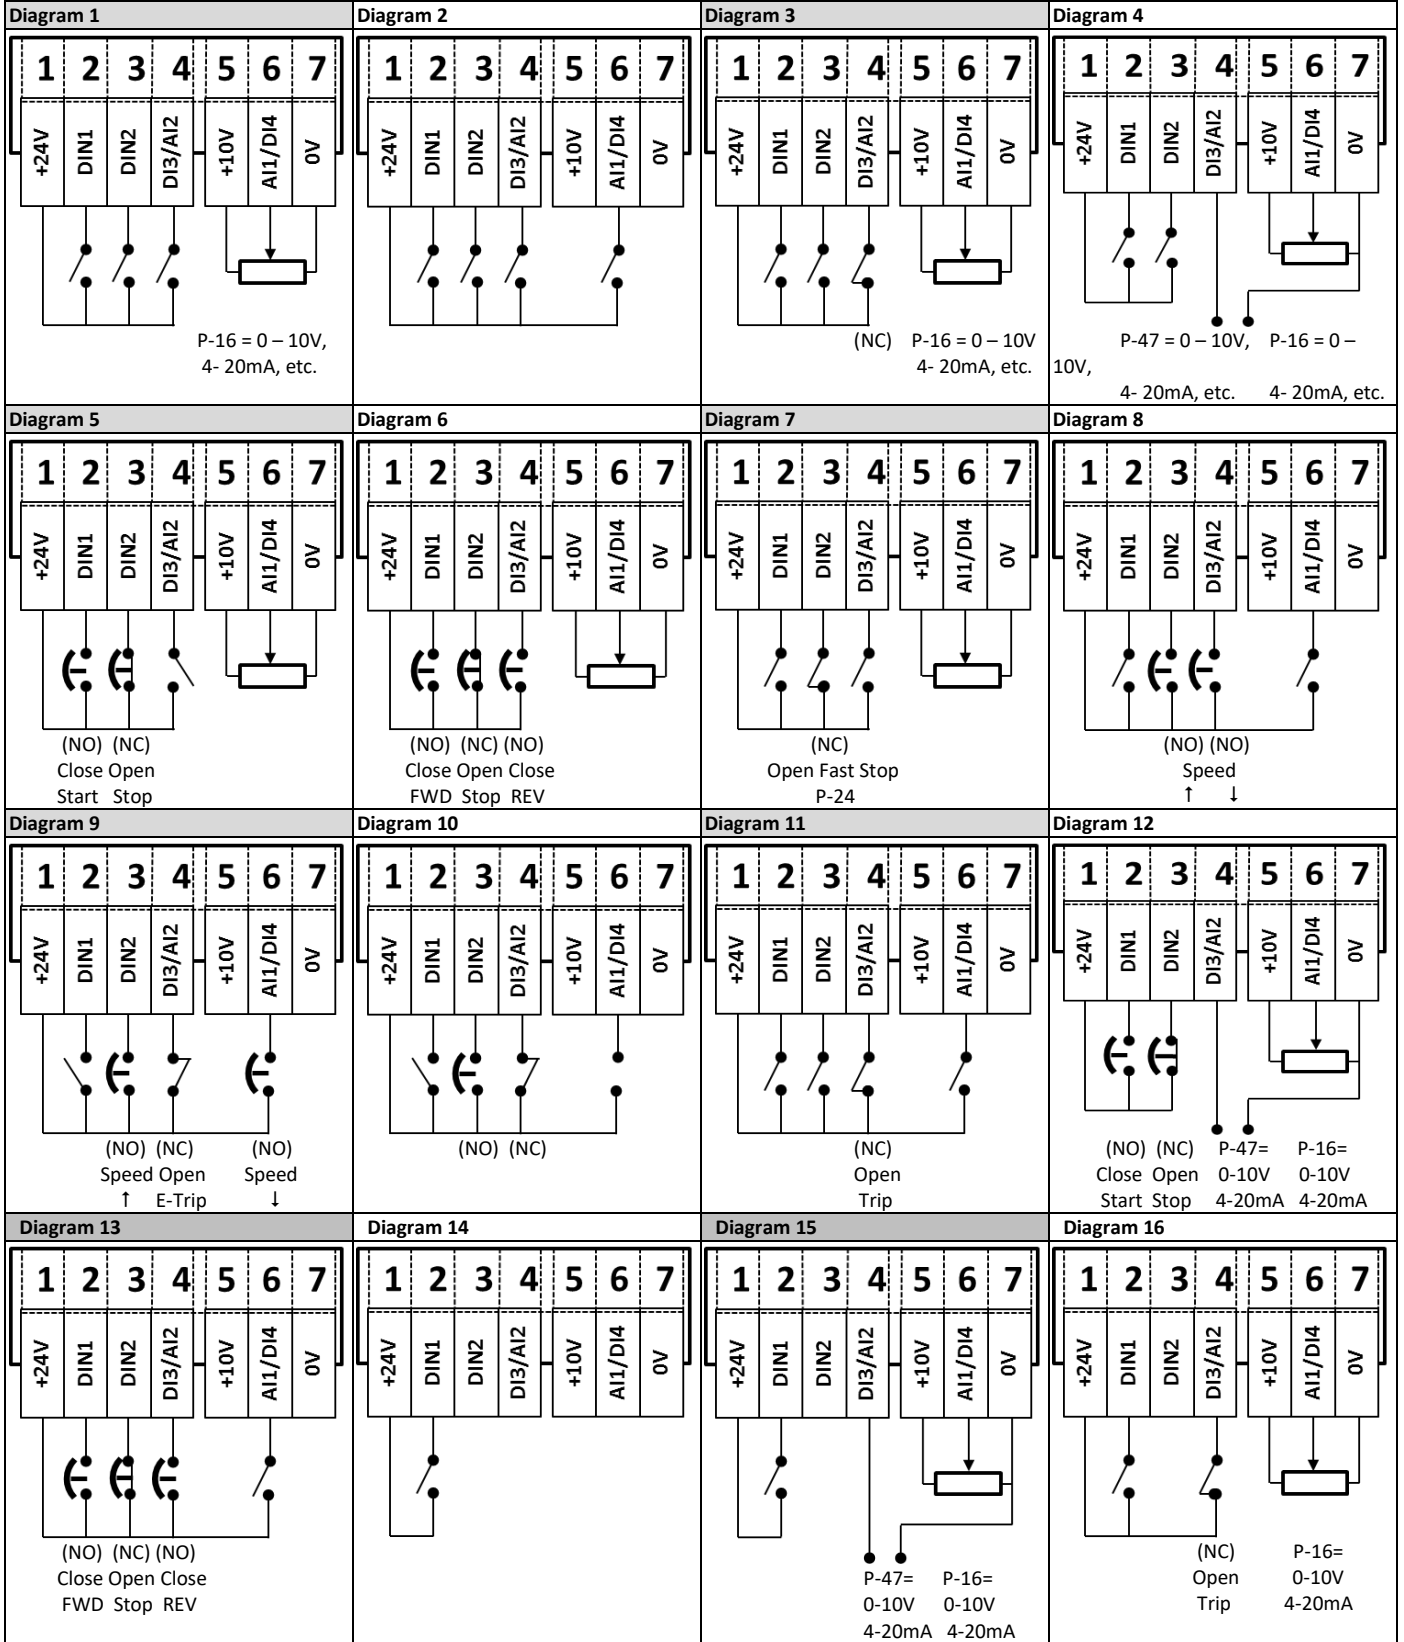 Diagram 1
1 2 3 4 5 6 7
+24V DIN1 DIN2 DI3/AI2 +10V AI1/DI4 0V
P-16 = 0 – 10V,
4- 20mA, etc.
Diagram 2
1 2 3 4 5 6 7
+24V DIN1 DIN2 DI3/AI2 +10V AI1/DI4 0V
Diagram 3
1 2 3 4 5 6 7
+24V DIN1 DIN2 DI3/AI2 +10V AI1/DI4 0V
(NC) P-16 = 0 – 10V
4- 20mA, etc.
Diagram 4
1 2 3 4 5 6 7
+24V DIN1 DIN2 DI3/AI2 +10V AI1/DI4 0V
P-47 = 0 – 10V, P-16 = 0 –
10V,
4- 20mA, etc. 4- 20mA, etc.
Diagram 5
1 2 3 4 5 6 7
+24V DIN1 DIN2 DI3/AI2 +10V AI1/DI4 0V
(NO) (NC)
Close Open
Start Stop
Diagram 6
1 2 3 4 5 6 7
+24V DIN1 DIN2 DI3/AI2 +10V AI1/DI4 0V
(NO) (NC) (NO)
Close Open Close
FWD Stop REV
Diagram 7
1 2 3 4 5 6 7
+24V DIN1 DIN2 DI3/AI2 +10V AI1/DI4 0V
(NC)
Open Fast Stop
P-24
Diagram 8
1 2 3 4 5 6 7
+24V DIN1 DIN2 DI3/AI2 +10V AI1/DI4 0V
(NO) (NO)
Speed
↑ ↓
Diagram 9
1 2 3 4 5 6 7
+24V DIN1 DIN2 DI3/AI2 +10V AI1/DI4 0V
(NO) (NC) (NO)
Speed Open Speed
↑ E-Trip ↓
Diagram 10
1 2 3 4 5 6 7
+24V DIN1 DIN2 DI3/AI2 +10V AI1/DI4 0V
(NO) (NC)
Diagram 11
1 2 3 4 5 6 7
+24V DIN1 DIN2 DI3/AI2 +10V AI1/DI4 0V
(NC)
Open
Trip
Diagram 12
1 2 3 4 5 6 7
+24V DIN1 DIN2 DI3/AI2 +10V AI1/DI4 0V
(NO) (NC) P-47= P-16=
Close Open 0-10V 0-10V
Start Stop 4-20mA 4-20mA
Diagram 13
1 2 3 4 5 6 7
+24V DIN1 DIN2 DI3/AI2 +10V AI1/DI4 0V
(NO) (NC) (NO)
Close Open Close
FWD Stop REV
Diagram 14
1 2 3 4 5 6 7
+24V DIN1 DIN2 DI3/AI2 +10V AI1/DI4 0V
Diagram 15
1 2 3 4 5 6 7
+24V DIN1 DIN2 DI3/AI2 +10V AI1/DI4 0V
P-47= P-16=
0-10V 0-10V
4-20mA 4-20mA
Diagram 16
1 2 3 4 5 6 7
+24V DIN1 DIN2 DI3/AI2 +10V AI1/DI4 0V
(NC) P-16=
Open 0-10V
Trip 4-20mA